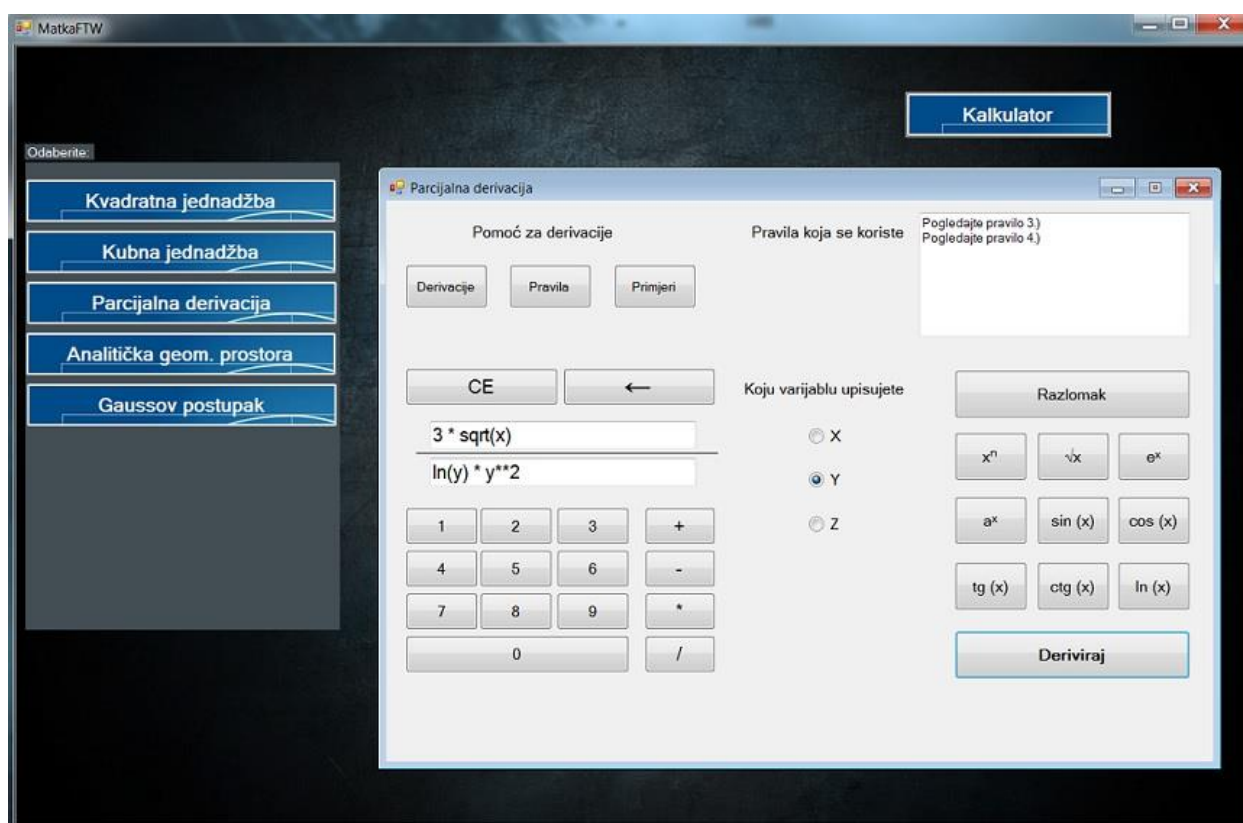 MatkaFTW
Kalkulator
Odaberite:
Kvadratna jednadžba
Kubna jednadžba
Parcijalna derivacija
Analitička geom. prostora
Gaussov postupak
Parcijalna derivacija
Pomoć za derivacije
Derivacije Pravila Primjeri
Pravila koja se koriste
Pogledajte pravilo 3.)
Pogledajte pravilo 4.)
CE ←
3 * sqrt(x)
ln(y) * y**2
1 2 3 +
4 5 6 -
7 8 9 *
0 /
Koju varijablu upisujete
X
Y
Z
Razlomak
xⁿ √x eˣ
aˣ sin (x) cos (x)
tg (x) ctg (x) ln (x)
Deriviraj